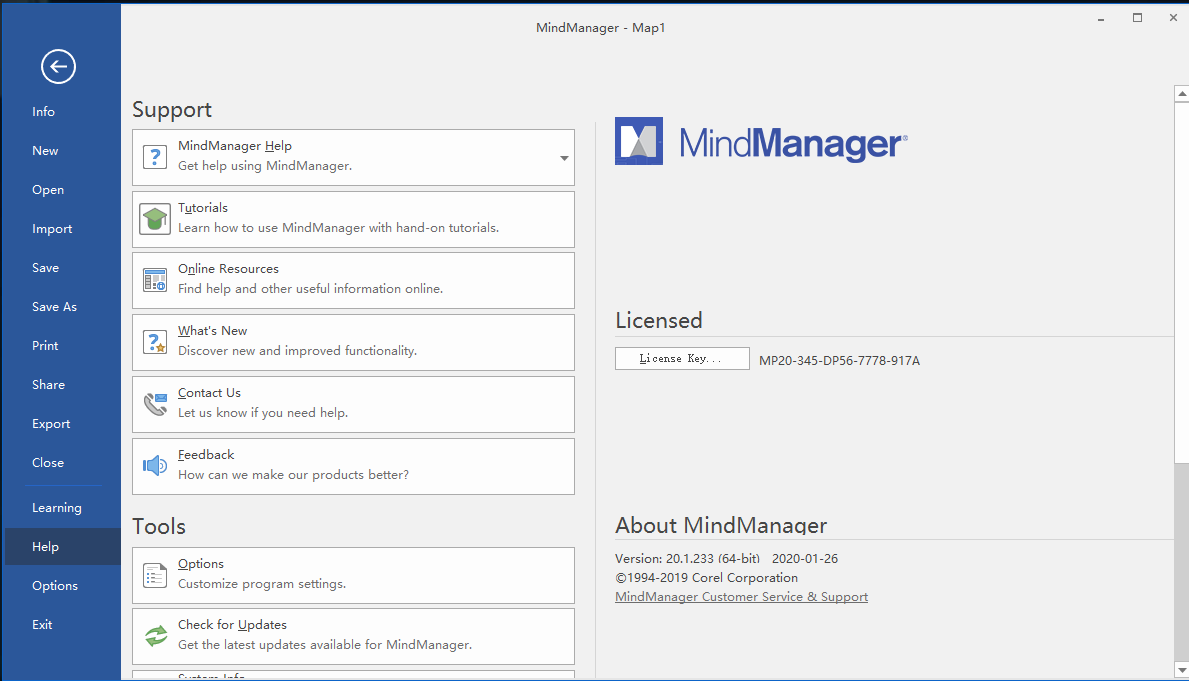 MindManager - Map1
Info
New
Open
Import
Save
Save As
Print
Share
Export
Close
Learning
Help
Options
Exit
Support
MindManager Help
Get help using MindManager.
Tutorials
Learn how to use MindManager with hand-on tutorials.
Online Resources
Find help and other useful information online.
What's New
Discover new and improved functionality.
Contact Us
Let us know if you need help.
Feedback
How can we make our products better?
Tools
Options
Customize program settings.
Check for Updates
Get the latest updates available for MindManager.
System Info
MindManager®
Licensed
License Key...
MP20-345-DP56-7778-917A
About MindManager
Version: 20.1.233 (64-bit) 2020-01-26
©1994-2019 Corel Corporation
MindManager Customer Service & Support